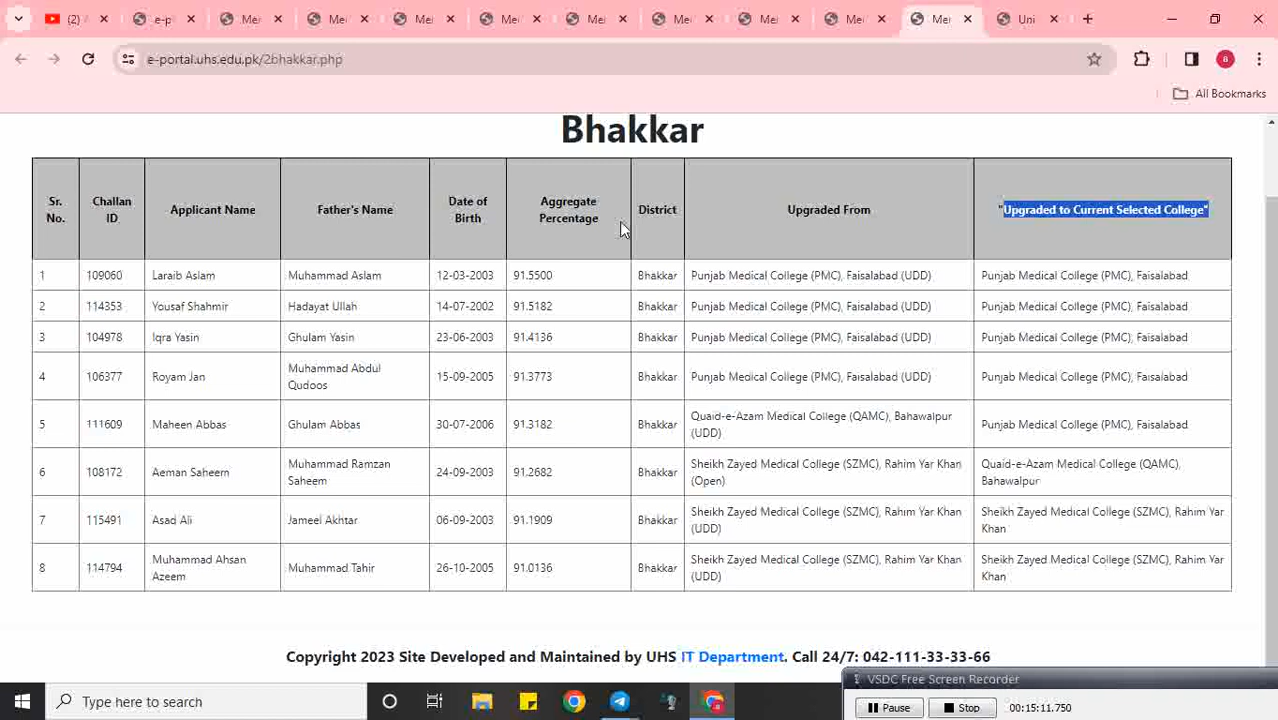 (2)
e-p
Me
Me
Me
Me
Me
Me
Me
Me
Me
Uni
e-portal.uhs.edu.pk/2bhakkar.php
8
All Bookmarks
Bhakkar
Sr. No.
Challan ID
Applicant Name
Father's Name
Date of Birth
Aggregate Percentage
District
Upgraded From
"Upgraded to Current Selected College"
1 109060 Laraib Aslam Muhammad Aslam 12-03-2003 91.5500 Bhakkar Punjab Medical College (PMC), Faisalabad (UDD) Punjab Medical College (PMC), Faisalabad
2 114353 Yousaf Shahmir Hadayat Ullah 14-07-2002 91.5182 Bhakkar Punjab Medical College (PMC), Faisalabad (UDD) Punjab Medical College (PMC), Faisalabad
3 104978 Iqra Yasin Ghulam Yasin 23-06-2003 91.4136 Bhakkar Punjab Medical College (PMC), Faisalabad (UDD) Punjab Medical College (PMC), Faisalabad
4 106377 Royam Jan Muhammad Abdul Qudoos 15-09-2005 91.3773 Bhakkar Punjab Medical College (PMC), Faisalabad (UDD) Punjab Medical College (PMC), Faisalabad
5 111609 Maheen Abbas Ghulam Abbas 30-07-2006 91.3182 Bhakkar Quaid-e-Azam Medical College (QAMC), Bahawalpur (UDD) Punjab Medical College (PMC), Faisalabad
6 108172 Aeman Saheern Muhammad Ramzan Saheem 24-09-2003 91.2682 Bhakkar Sheikh Zayed Medical College (SZMC), Rahim Yar Khan (Open) Quaid-e-Azam Medical College (QAMC), Bahawalpur
7 115491 Asad Ali Jameel Akhtar 06-09-2003 91.1909 Bhakkar Sheikh Zayed Medical College (SZMC), Rahim Yar Khan (UDD) Sheikh Zayed Medical College (SZMC), Rahim Yar Khan
8 114794 Muhammad Ahsan Azeem Muhammad Tahir 26-10-2005 91.0136 Bhakkar Sheikh Zayed Medical College (SZMC), Rahim Yar Khan (UDD) Sheikh Zayed Medical College (SZMC), Rahim Yar Khan
Copyright 2023 Site Developed and Maintained by UHS IT Department. Call 24/7: 042-111-33-33-66
VSDC Free Screen Recorder
Pause Stop 00:15:11.750
Type here to search